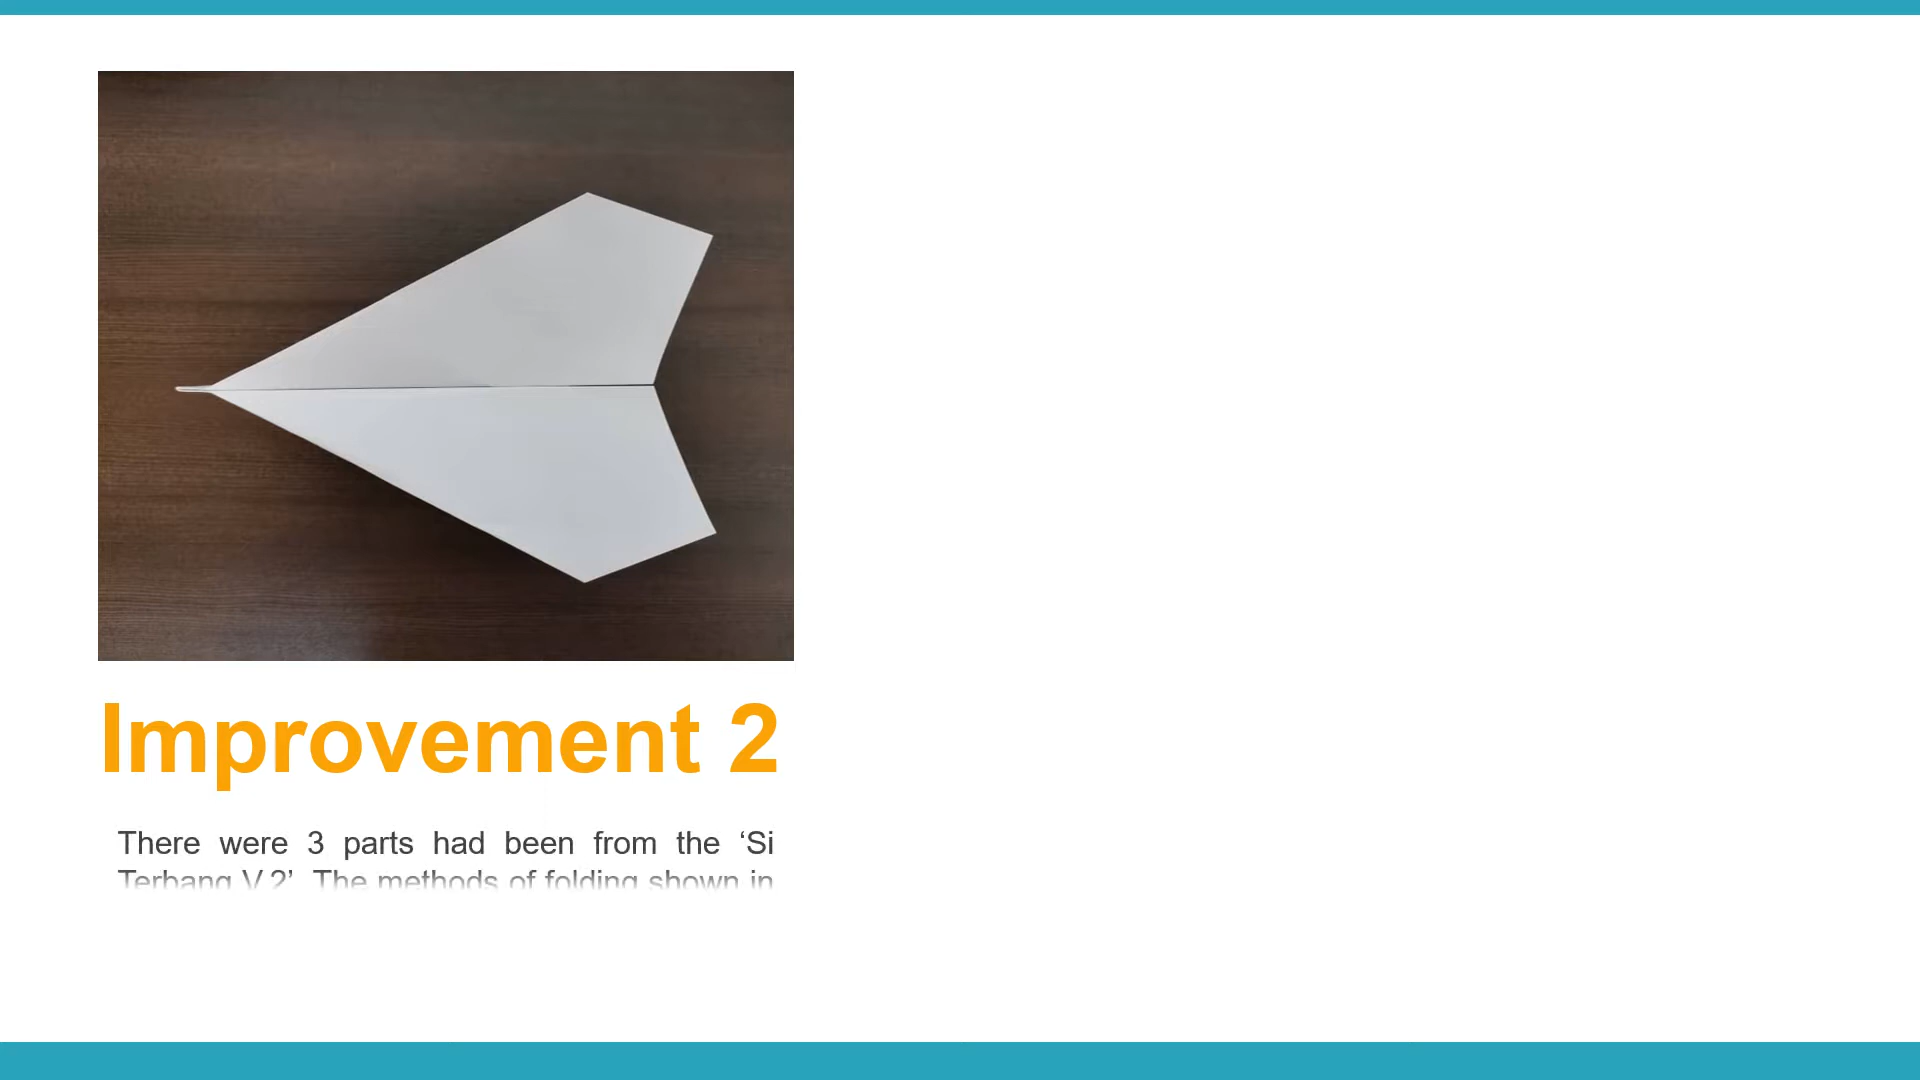 Improvement 2
There were 3 parts had been from the ‘Si
Terbang V.2’. The methods of folding shown in